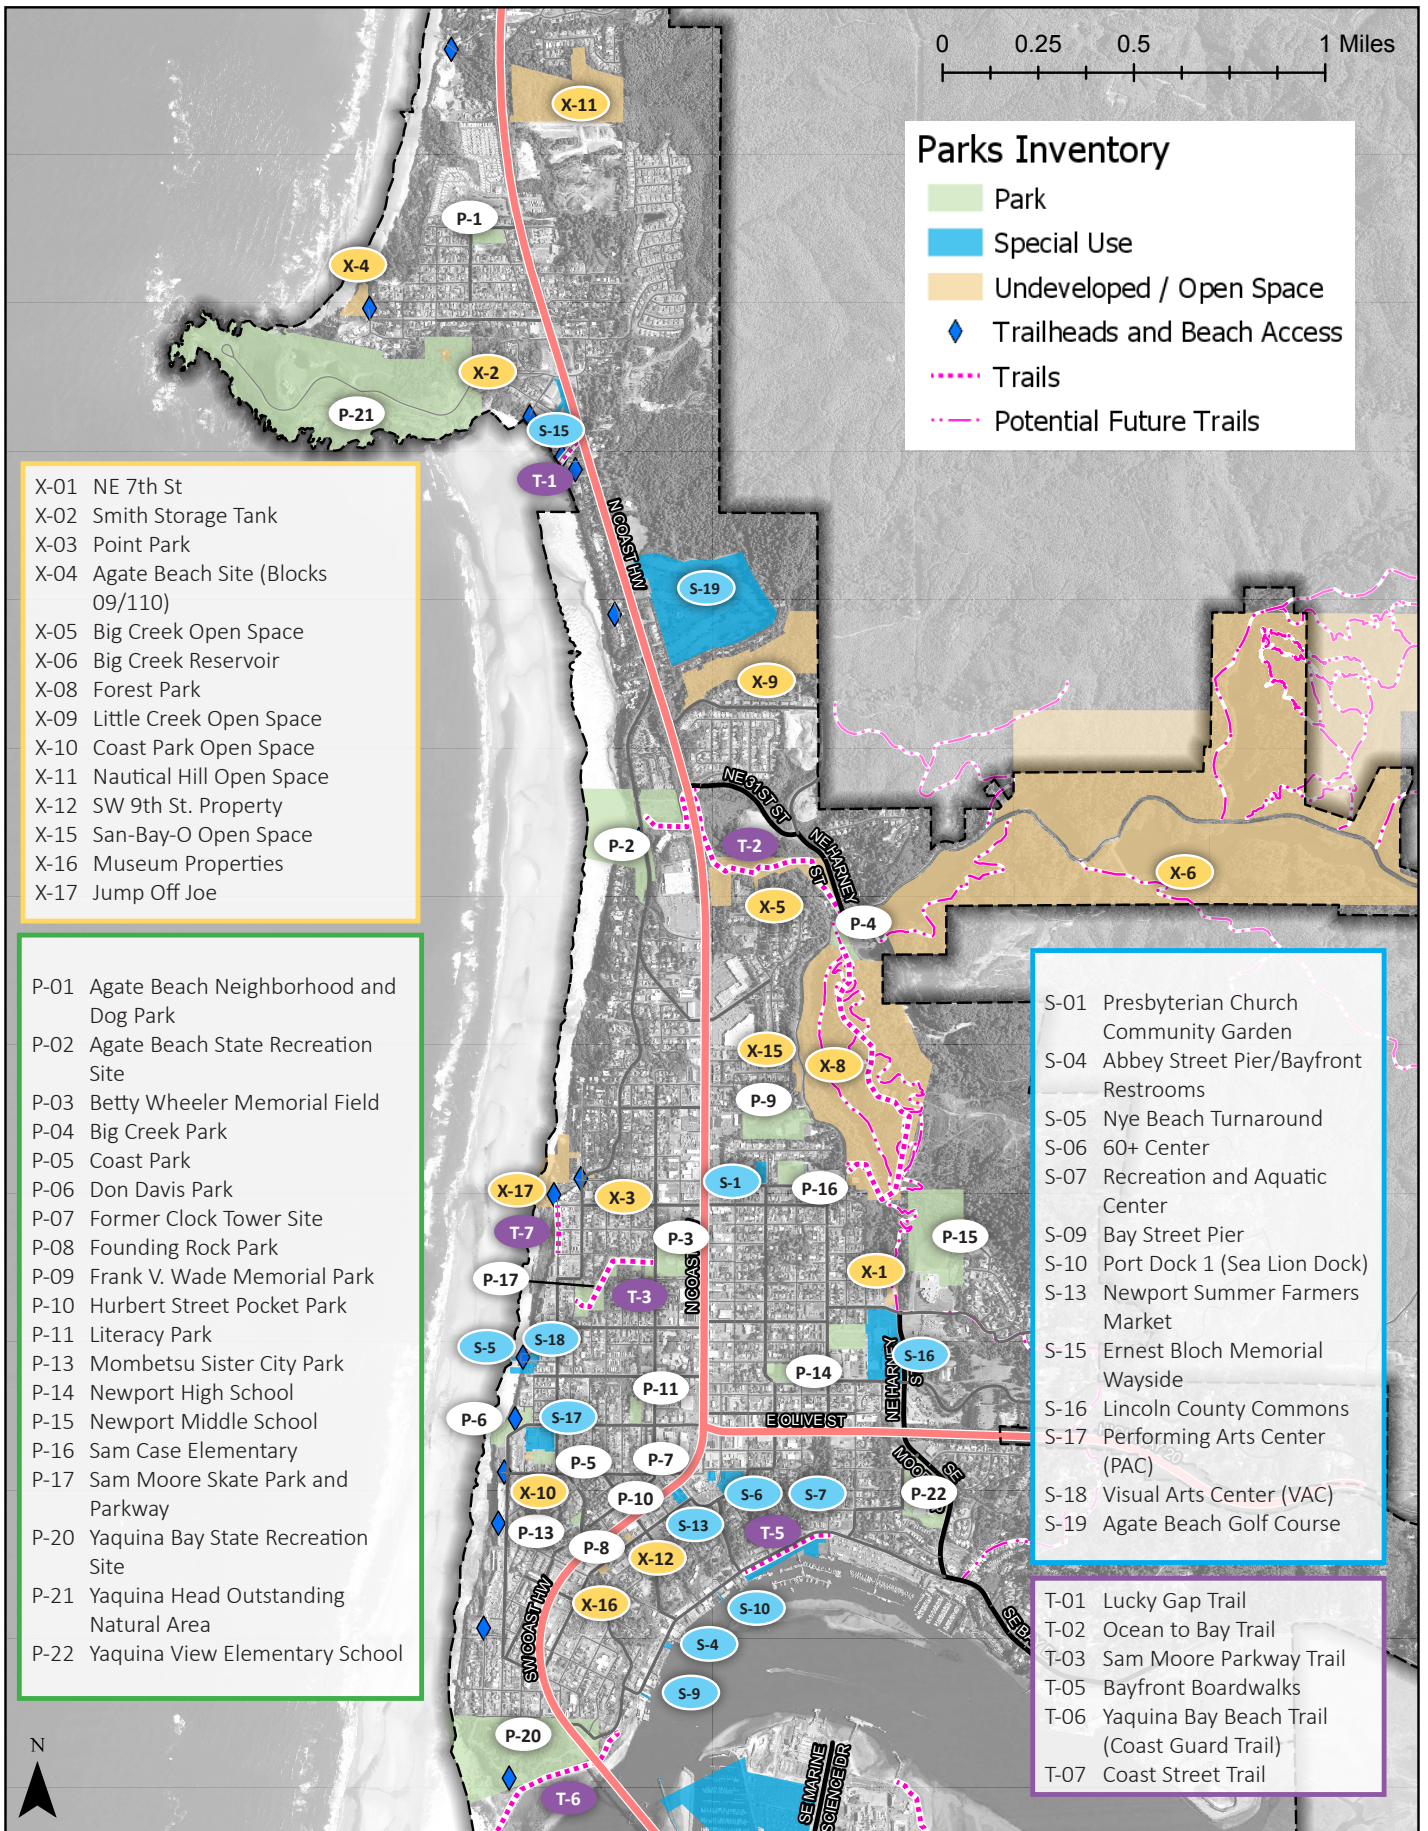 0 0.25 0.5 1 Miles
Parks Inventory
Park
Special Use
Undeveloped / Open Space
Trailheads and Beach Access
Trails
Potential Future Trails
X-11
P-1
X-4
X-2
P-21
S-15
T-1
N COAST HW
S-19
X-9
NE 31ST ST
NE HARNEY
ST
P-2
T-2
X-6
X-5
P-4
X-15
X-8
P-9
S-1
P-16
X-17
X-3
T-7
P-3
P-15
N COAST
P-17
X-1
T-3
S-5
S-18
NE HARNEY
ST
S-16
P-14
P-11
P-6
S-17
E OLIVE ST
P-5
P-7
SE
MOO
X-10
P-10
S-6
S-7
P-22
P-13
S-13
T-5
P-8
X-12
X-16
S-10
SW COAST HW
SE BA
S-4
S-9
P-20
T-6
SE MARINE
SCIENCE DR
N
X-01 NE 7th St
X-02 Smith Storage Tank
X-03 Point Park
X-04 Agate Beach Site (Blocks
09/110)
X-05 Big Creek Open Space
X-06 Big Creek Reservoir
X-08 Forest Park
X-09 Little Creek Open Space
X-10 Coast Park Open Space
X-11 Nautical Hill Open Space
X-12 SW 9th St. Property
X-15 San-Bay-O Open Space
X-16 Museum Properties
X-17 Jump Off Joe
P-01 Agate Beach Neighborhood and
Dog Park
P-02 Agate Beach State Recreation
Site
P-03 Betty Wheeler Memorial Field
P-04 Big Creek Park
P-05 Coast Park
P-06 Don Davis Park
P-07 Former Clock Tower Site
P-08 Founding Rock Park
P-09 Frank V. Wade Memorial Park
P-10 Hurbert Street Pocket Park
P-11 Literacy Park
P-13 Mombetsu Sister City Park
P-14 Newport High School
P-15 Newport Middle School
P-16 Sam Case Elementary
P-17 Sam Moore Skate Park and
Parkway
P-20 Yaquina Bay State Recreation
Site
P-21 Yaquina Head Outstanding
Natural Area
P-22 Yaquina View Elementary School
S-01 Presbyterian Church
Community Garden
S-04 Abbey Street Pier/Bayfront
Restrooms
S-05 Nye Beach Turnaround
S-06 60+ Center
S-07 Recreation and Aquatic
Center
S-09 Bay Street Pier
S-10 Port Dock 1 (Sea Lion Dock)
S-13 Newport Summer Farmers
Market
S-15 Ernest Bloch Memorial
Wayside
S-16 Lincoln County Commons
S-17 Performing Arts Center
(PAC)
S-18 Visual Arts Center (VAC)
S-19 Agate Beach Golf Course
T-01 Lucky Gap Trail
T-02 Ocean to Bay Trail
T-03 Sam Moore Parkway Trail
T-05 Bayfront Boardwalks
T-06 Yaquina Bay Beach Trail
(Coast Guard Trail)
T-07 Coast Street Trail